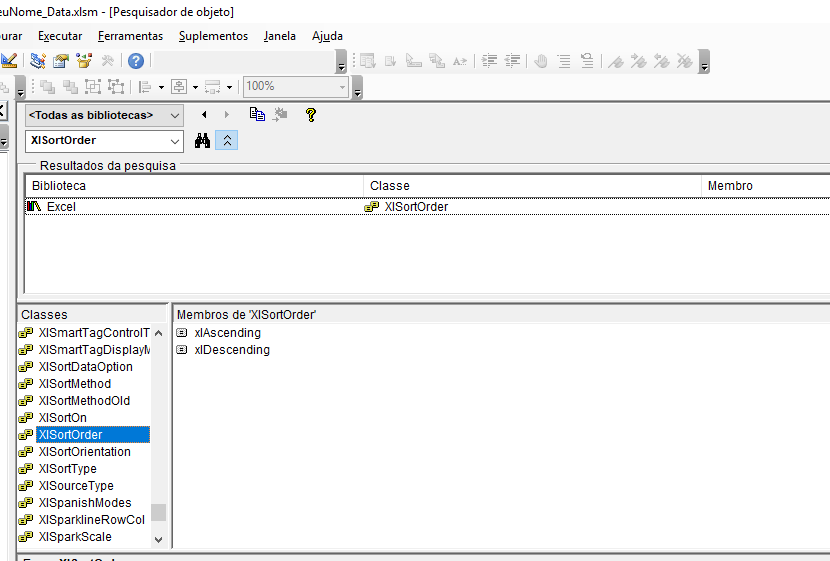 euNome_Data.xlsm - [Pesquisador de objeto]
urar Executar Ferramentas Suplementos Janela Ajuda
100%
<Todas as bibliotecas>
XlSortOrder
Resultados da pesquisa
Biblioteca Classe Membro
Excel XlSortOrder
Classes
XlSmartTagControlT
XlSmartTagDisplayM
XlSortDataOption
XlSortMethod
XlSortMethodOld
XlSortOn
XlSortOrder
XlSortOrientation
XlSortType
XlSourceType
XlSpanishModes
XlSparklineRowCol
XlSparkScale
Membros de 'XlSortOrder'
xlAscending
xlDescending